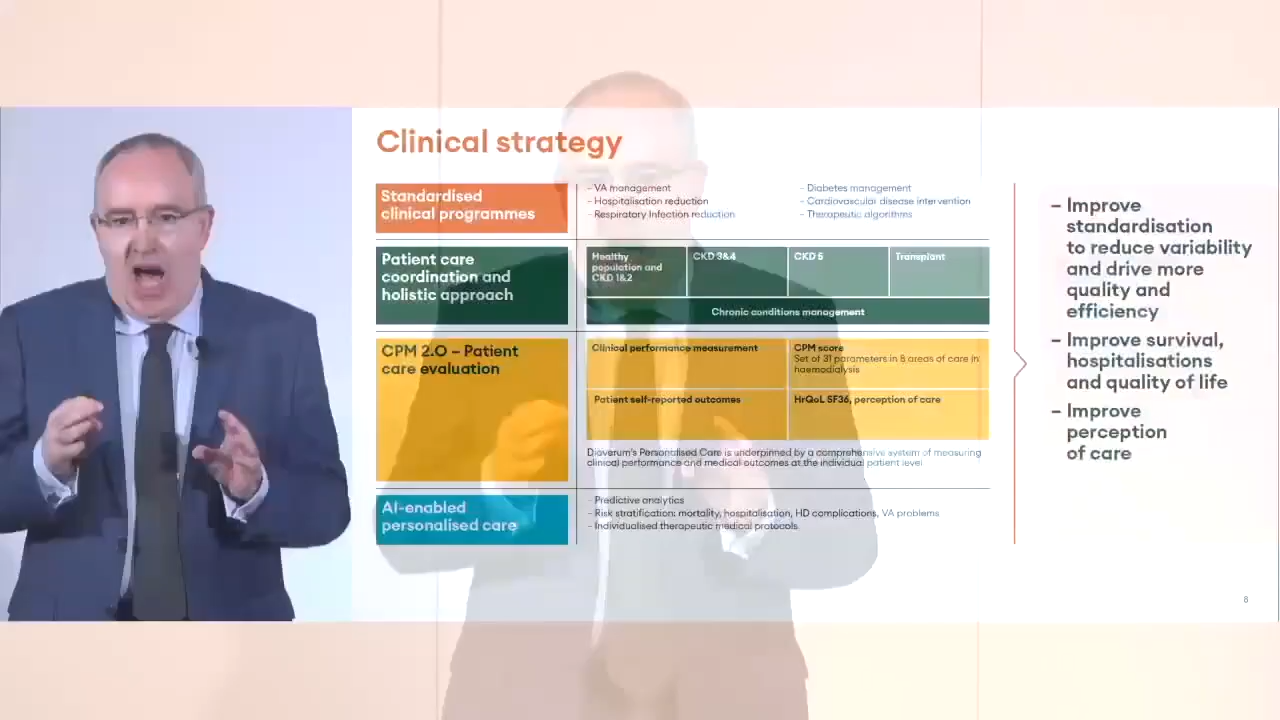 Clinical strategy
Standardised
clinical programmes
– VA management
– Hospitalisation reduction
– Respiratory Infection reduction
– Diabetes management
– Cardiovascular disease intervention
– Therapeutic algorithms
Patient care
coordination and
holistic approach
Healthy
population and
CKD 1&2
CKD 3&4
CKD 5
Transplant
Chronic conditions management
CPM 2.0 – Patient
care evaluation
Clinical performance measurement
CPM score
Set of 31 parameters in 8 areas of care in
haemodialysis
Patient self-reported outcomes
HrQoL SF36, perception of care
Diaverum's Personalised Care is underpinned by a comprehensive system of measuring
clinical performance and medical outcomes at the individual patient level
AI-enabled
personalised care
– Predictive analytics
– Risk stratification: mortality, hospitalisation, HD complications, VA problems
– Individualised therapeutic medical protocols
– Improve
standardisation
to reduce variability
and drive more
quality and
efficiency
– Improve survival,
hospitalisations
and quality of life
– Improve
perception
of care
8